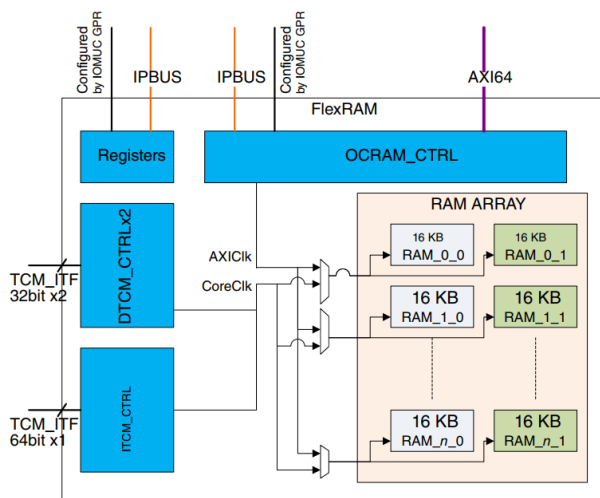 Configured
by IOMUC GPR
IPBUS
IPBUS
Configured
by IOMUC GPR
AXI64
FlexRAM
Registers
OCRAM_CTRL
DTCM_CTRLx2
TCM_ITF
32bit x2
ITCM_CTRL
TCM_ITF
64bit x1
AXIClk
CoreClk
RAM ARRAY
16 KB
RAM_0_0
16 KB
RAM_0_1
16 KB
RAM_1_0
16 KB
RAM_1_1
16 KB
RAM_n_0
16 KB
RAM_n_1